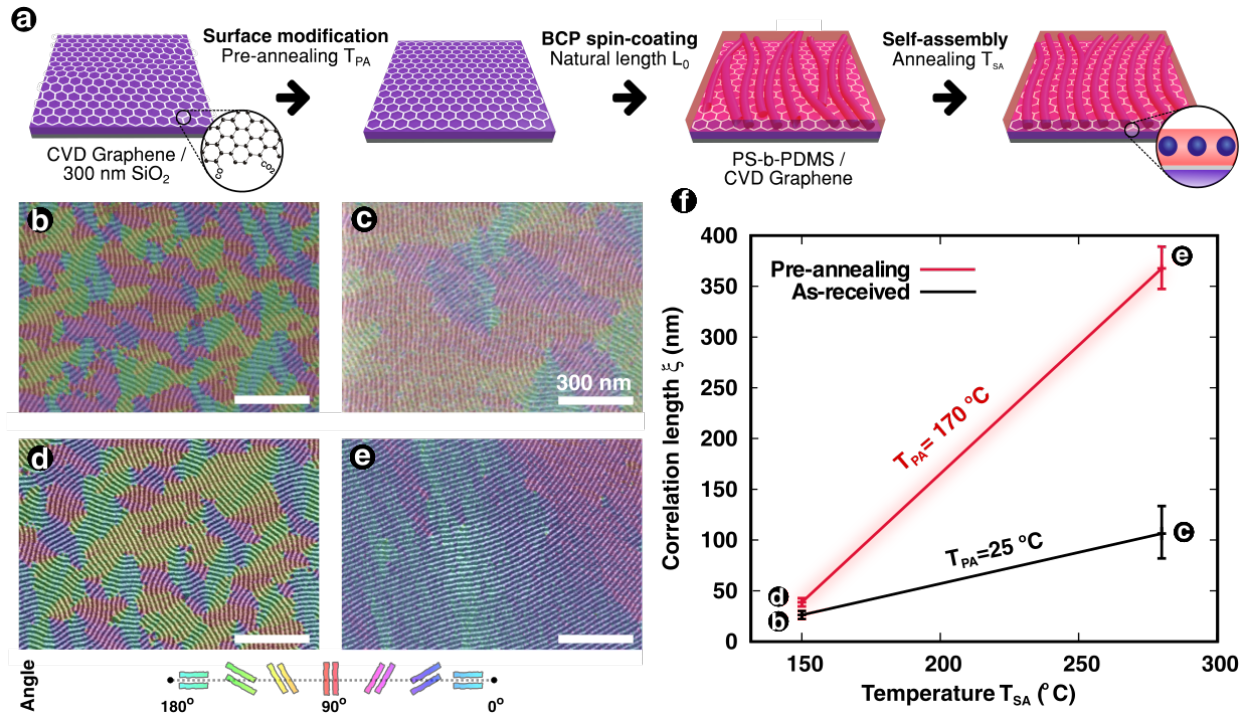 a
Surface modification
Pre-annealing T_PA
BCP spin-coating
Natural length L_0
Self-assembly
Annealing T_SA
CO
CO2
CVD Graphene /
300 nm SiO_2
PS-b-PDMS /
CVD Graphene
b
c
300 nm
d
e
Angle
180°
90°
0°
f
Correlation length ξ (nm)
400
350
300
250
200
150
100
50
0
Pre-annealing
As-received
T_PA= 170 °C
T_PA=25 °C
e
c
d
b
150
200
250
300
Temperature T_SA (°C)